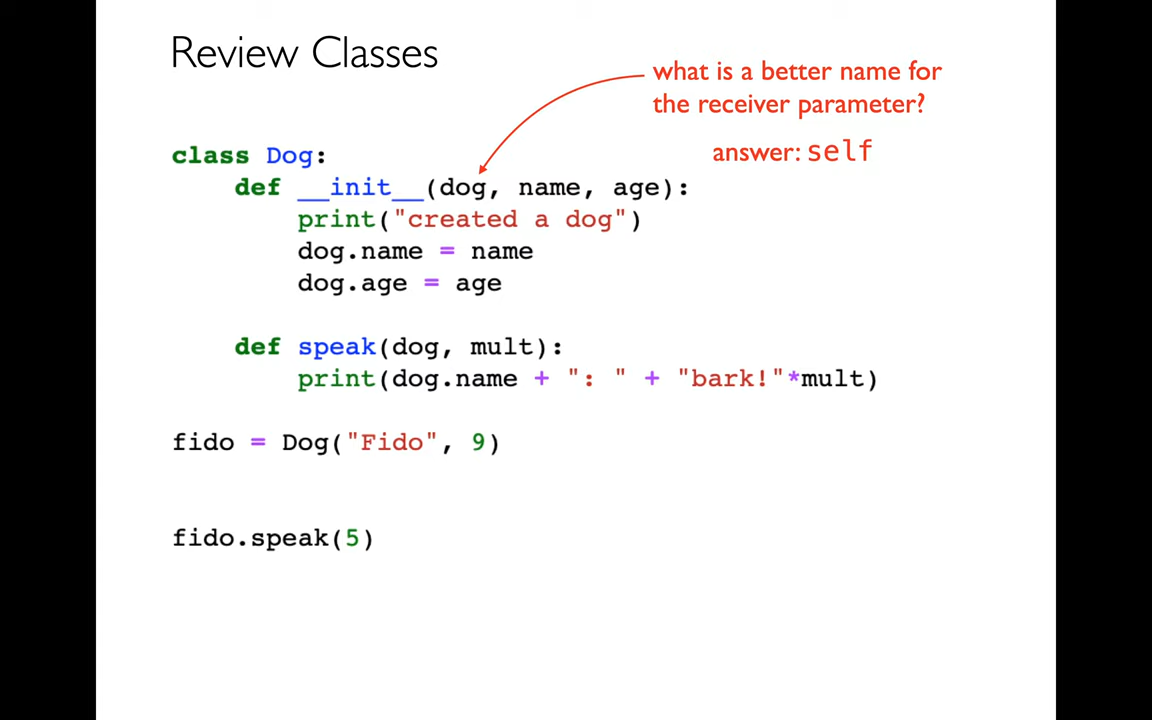 Review Classes
what is a better name for
the receiver parameter?
answer: self
class Dog:
    def __init__(dog, name, age):
        print("created a dog")
        dog.name = name
        dog.age = age
    def speak(dog, mult):
        print(dog.name + ": " + "bark!"*mult)
fido = Dog("Fido", 9)
fido.speak(5)